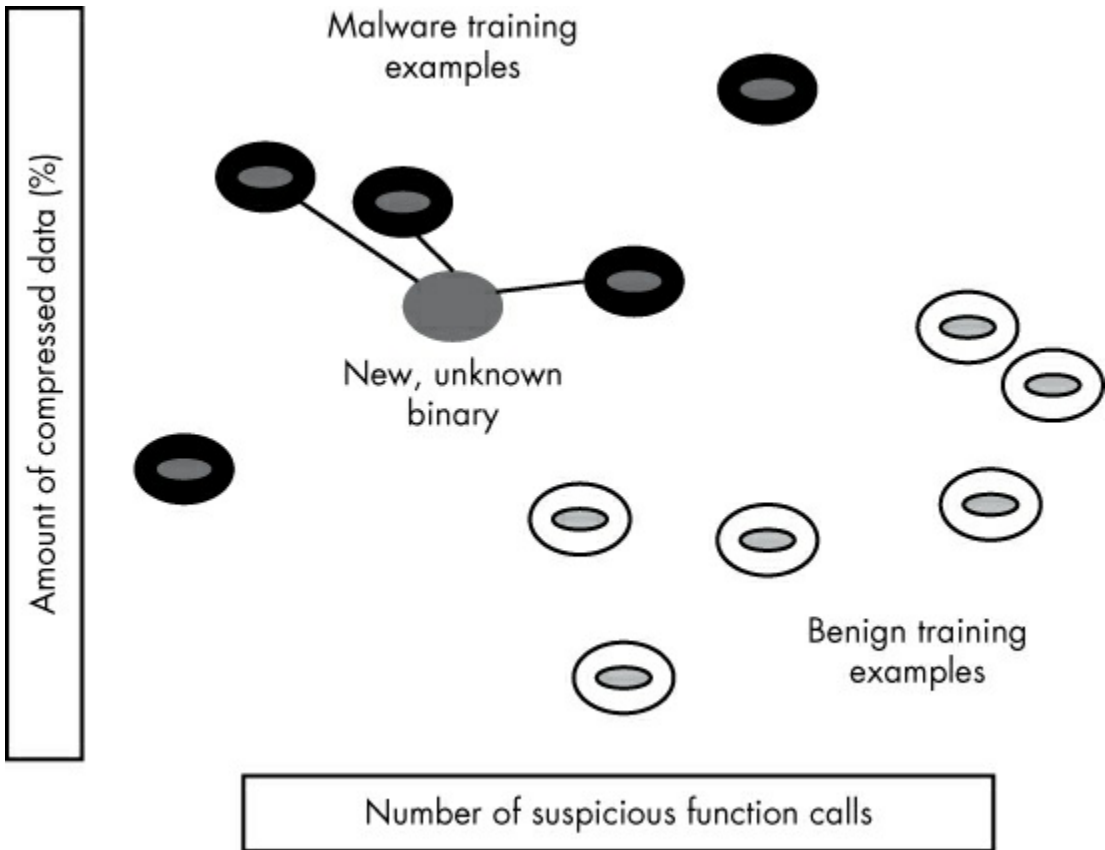 Malware training
examples
Amount of compressed data (%)
New, unknown
binary
Benign training
examples
Number of suspicious function calls